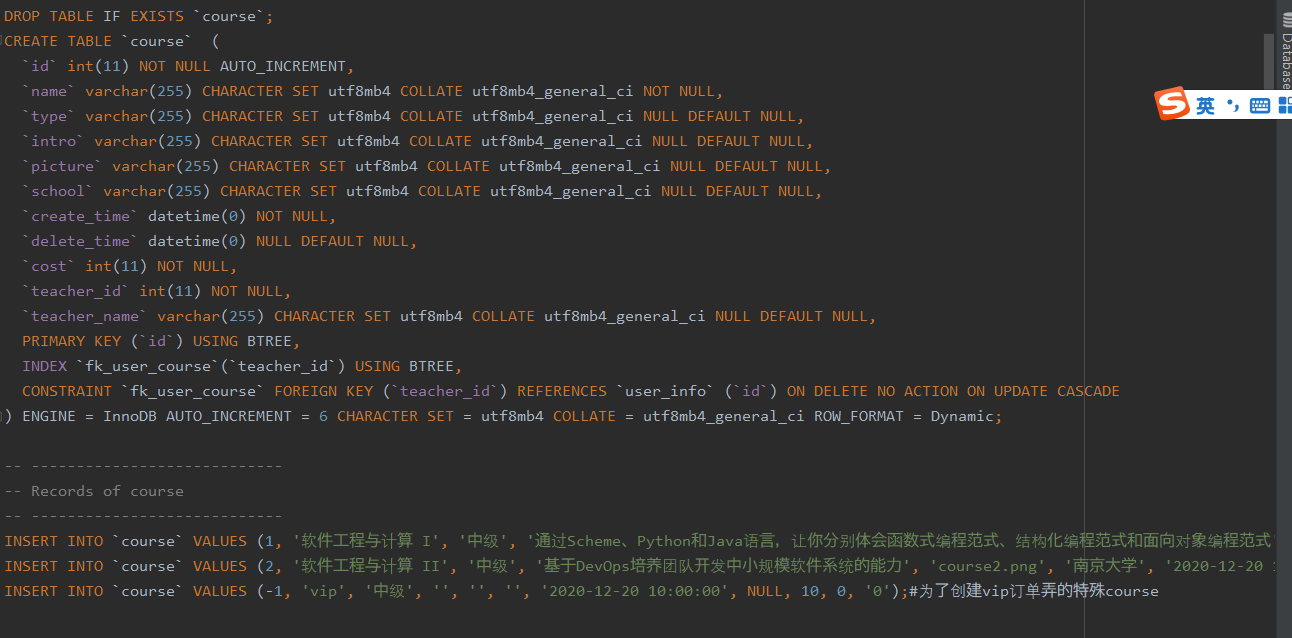 DROP TABLE IF EXISTS `course`;
CREATE TABLE `course`  (
  `id` int(11) NOT NULL AUTO_INCREMENT,
  `name` varchar(255) CHARACTER SET utf8mb4 COLLATE utf8mb4_general_ci NOT NULL,
  `type` varchar(255) CHARACTER SET utf8mb4 COLLATE utf8mb4_general_ci NULL DEFAULT NULL,
  `intro` varchar(255) CHARACTER SET utf8mb4 COLLATE utf8mb4_general_ci NULL DEFAULT NULL,
  `picture` varchar(255) CHARACTER SET utf8mb4 COLLATE utf8mb4_general_ci NULL DEFAULT NULL,
  `school` varchar(255) CHARACTER SET utf8mb4 COLLATE utf8mb4_general_ci NULL DEFAULT NULL,
  `create_time` datetime(0) NOT NULL,
  `delete_time` datetime(0) NULL DEFAULT NULL,
  `cost` int(11) NOT NULL,
  `teacher_id` int(11) NOT NULL,
  `teacher_name` varchar(255) CHARACTER SET utf8mb4 COLLATE utf8mb4_general_ci NULL DEFAULT NULL,
  PRIMARY KEY (`id`) USING BTREE,
  INDEX `fk_user_course`(`teacher_id`) USING BTREE,
  CONSTRAINT `fk_user_course` FOREIGN KEY (`teacher_id`) REFERENCES `user_info` (`id`) ON DELETE NO ACTION ON UPDATE CASCADE
) ENGINE = InnoDB AUTO_INCREMENT = 6 CHARACTER SET = utf8mb4 COLLATE = utf8mb4_general_ci ROW_FORMAT = Dynamic;
-- ----------------------------
-- Records of course
-- ----------------------------
INSERT INTO `course` VALUES (1, '软件工程与计算 I', '中级', '通过Scheme、Python和Java语言，让你分别体会函数式编程范式、结构化编程范式和面向对象编程范式'
INSERT INTO `course` VALUES (2, '软件工程与计算 II', '中级', '基于DevOps培养团队开发中小规模软件系统的能力', 'course2.png', '南京大学', '2020-12-20
INSERT INTO `course` VALUES (-1, 'vip', '中级', '', '', '', '2020-12-20 10:00:00', NULL, 10, 0, '0');#为了创建vip订单弄的特殊course
Database
英